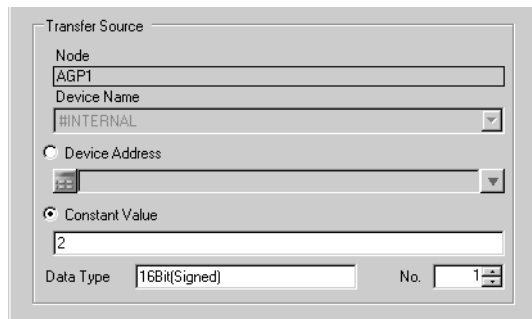 Transfer Source
Node
AGP1
Device Name
#INTERNAL
Device Address
Constant Value
2
Data Type 16Bit(Signed) No. 1